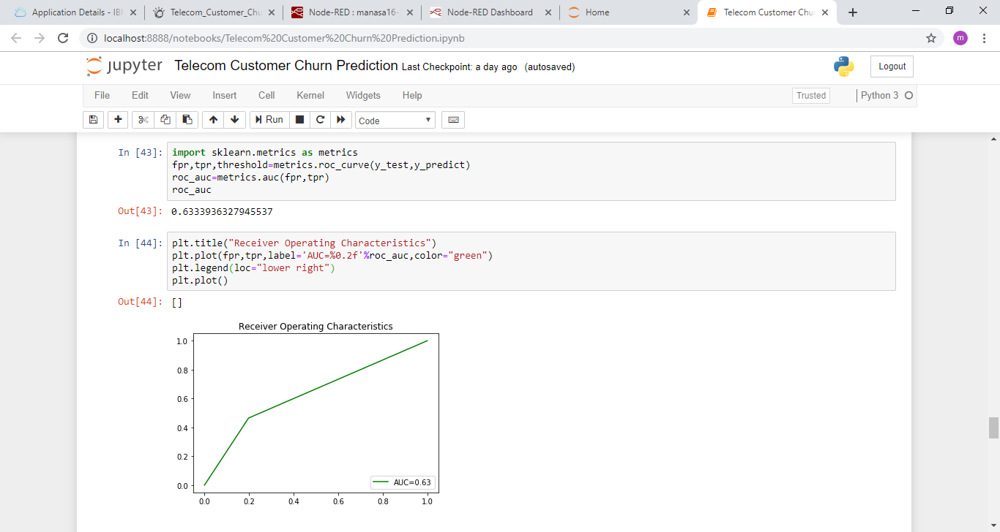 Application Details - IBM
Telecom_Customer_Chu
Node-RED : manasa16-
Node-RED Dashboard
Home
Telecom Customer Chur
localhost:8888/notebooks/Telecom%20Customer%20Churn%20Prediction.ipynb
m
jupyter
Telecom Customer Churn Prediction Last Checkpoint: a day ago (autosaved)
Logout
File Edit View Insert Cell Kernel Widgets Help
Trusted
Python 3
Run
Code
In [43]:
import sklearn.metrics as metrics
fpr,tpr,threshold=metrics.roc_curve(y_test,y_predict)
roc_auc=metrics.auc(fpr,tpr)
roc_auc
Out[43]: 0.6333936327945537
In [44]:
plt.title("Receiver Operating Characteristics")
plt.plot(fpr,tpr,label='AUC=%0.2f'%roc_auc,color="green")
plt.legend(loc="lower right")
plt.plot()
Out[44]: []
Receiver Operating Characteristics
1.0
0.8
0.6
0.4
0.2
0.0
AUC=0.63
0.0 0.2 0.4 0.6 0.8 1.0